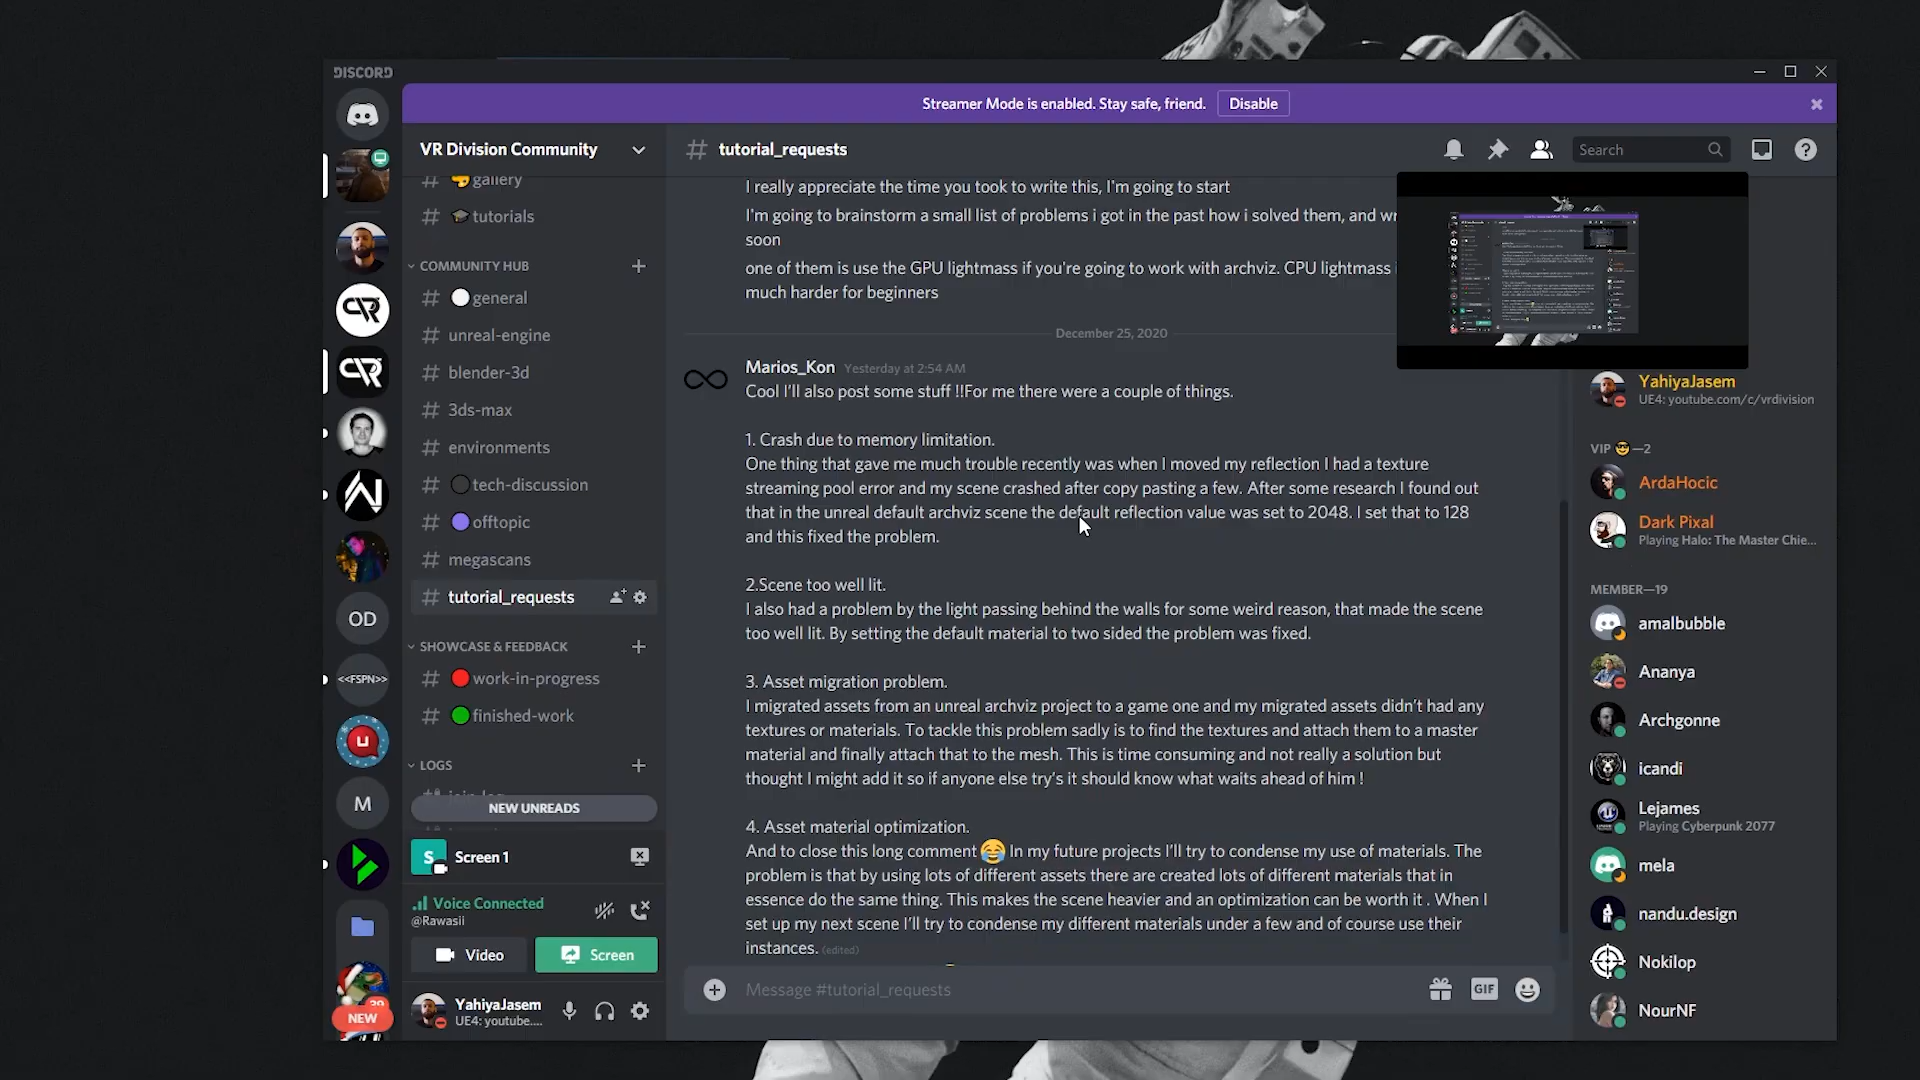 DISCORD
Streamer Mode is enabled. Stay safe, friend.
Disable
VR Division Community
# tutorial_requests
Search
# gallery
# tutorials
COMMUNITY HUB
# general
# unreal-engine
# blender-3d
# 3ds-max
# environments
# tech-discussion
# offtopic
# megascans
# tutorial_requests
SHOWCASE & FEEDBACK
# work-in-progress
# finished-work
LOGS
NEW UNREADS
S
Screen 1
Voice Connected
@Rawasii
Video
Screen
YahiyaJasem
UE4: youtube....
OD
<<FSPN>>
M
39
NEW
I really appreciate the time you took to write this, I'm going to start
I'm going to brainstorm a small list of problems i got in the past how i solved them, and wr
soon
one of them is use the GPU lightmass if you're going to work with archviz. CPU lightmass
much harder for beginners
December 25, 2020
Marios_Kon Yesterday at 2:54 AM
Cool I'll also post some stuff !!For me there were a couple of things.
1. Crash due to memory limitation.
One thing that gave me much trouble recently was when I moved my reflection I had a texture
streaming pool error and my scene crashed after copy pasting a few. After some research I found out
that in the unreal default archviz scene the default reflection value was set to 2048. I set that to 128
and this fixed the problem.
2.Scene too well lit.
I also had a problem by the light passing behind the walls for some weird reason, that made the scene
too well lit. By setting the default material to two sided the problem was fixed.
3. Asset migration problem.
I migrated assets from an unreal archviz project to a game one and my migrated assets didn't had any
textures or materials. To tackle this problem sadly is to find the textures and attach them to a master
material and finally attach that to the mesh. This is time consuming and not really a solution but
thought I might add it so if anyone else try's it should know what waits ahead of him !
4. Asset material optimization.
And to close this long comment 😂 In my future projects I'll try to condense my use of materials. The
problem is that by using lots of different assets there are created lots of different materials that in
essence do the same thing. This makes the scene heavier and an optimization can be worth it . When I
set up my next scene I'll try to condense my different materials under a few and of course use their
instances. (edited)
Message #tutorial_requests
GIF
YahiyaJasem
UE4: youtube.com/c/vrdivision
VIP 😎—2
ArdaHocic
Dark Pixal
Playing Halo: The Master Chie...
MEMBER—19
amalbubble
Ananya
Archgonne
icandi
Lejames
Playing Cyberpunk 2077
mela
nandu.design
Nokilop
NourNF